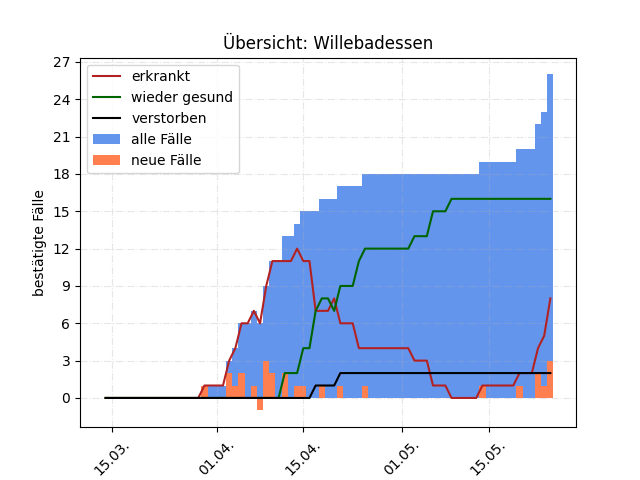 Übersicht: Willebadessen
bestätigte Fälle
27
24
21
18
15
12
9
6
3
0
erkrankt
wieder gesund
verstorben
alle Fälle
neue Fälle
15.03.
01.04.
15.04.
01.05.
15.05.